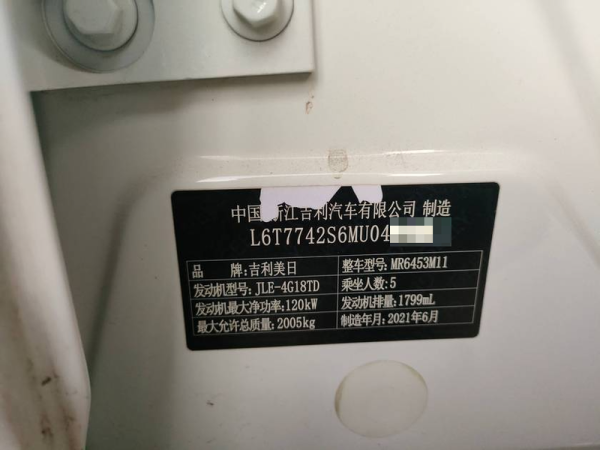 中国 浙江吉利汽车有限公司 制造
L6T7742S6MU04
品 牌:吉利美日 整车型号:MR6453M11
发动机型号:JLE-4G18TD 乘坐人数:5
发动机最大净功率:120kW 发动机排量:1799mL
最大允许总质量:2005kg 制造年月:2021年6月